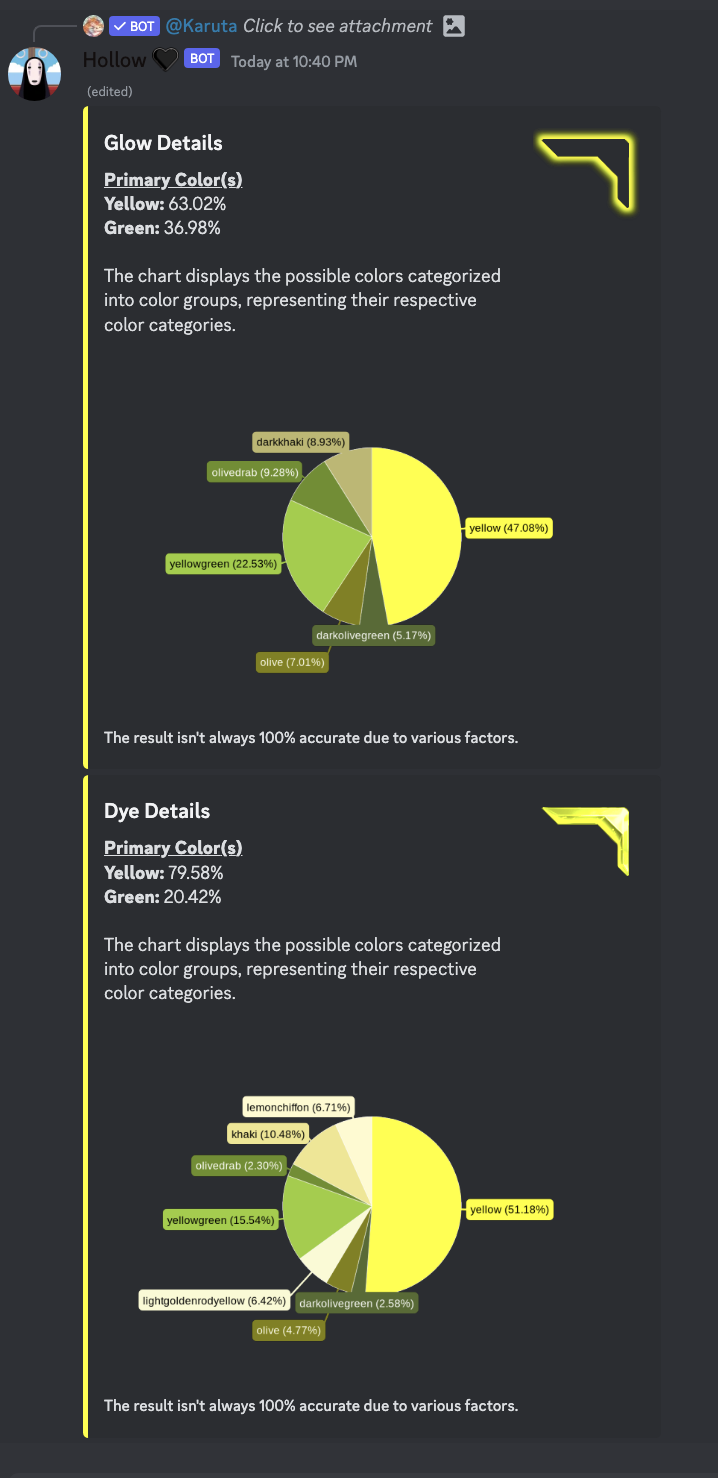 BOT @Karuta Click to see attachment
Hollow 🖤 BOT Today at 10:40 PM
(edited)
Glow Details
Primary Color(s)
Yellow: 63.02%
Green: 36.98%
The chart displays the possible colors categorized
into color groups, representing their respective
color categories.
darkkhaki (8.93%)
olivedrab (9.28%)
yellow (47.08%)
yellowgreen (22.53%)
darkolivegreen (5.17%)
olive (7.01%)
The result isn't always 100% accurate due to various factors.
Dye Details
Primary Color(s)
Yellow: 79.58%
Green: 20.42%
The chart displays the possible colors categorized
into color groups, representing their respective
color categories.
lemonchiffon (6.71%)
khaki (10.48%)
olivedrab (2.30%)
yellow (51.18%)
yellowgreen (15.54%)
lightgoldenrodyellow (6.42%)
darkolivegreen (2.58%)
olive (4.77%)
The result isn't always 100% accurate due to various factors.